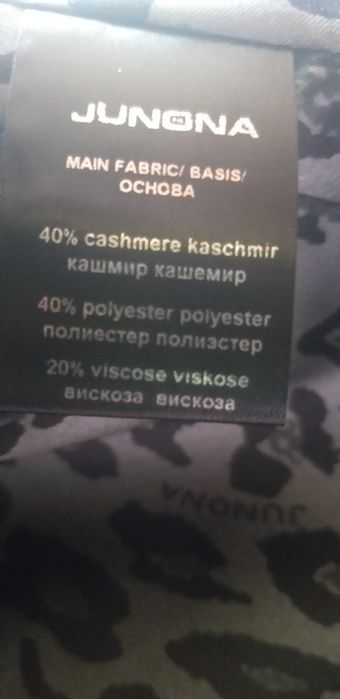 JUNONA
MAIN FABRIC/ BASIS/
ОСНОВА
40% cashmere kaschmir
кашмир кашемир
40% polyester polyester
полиестер полиэстер
20% viscose viskose
вискоза вискоза
JUNONA